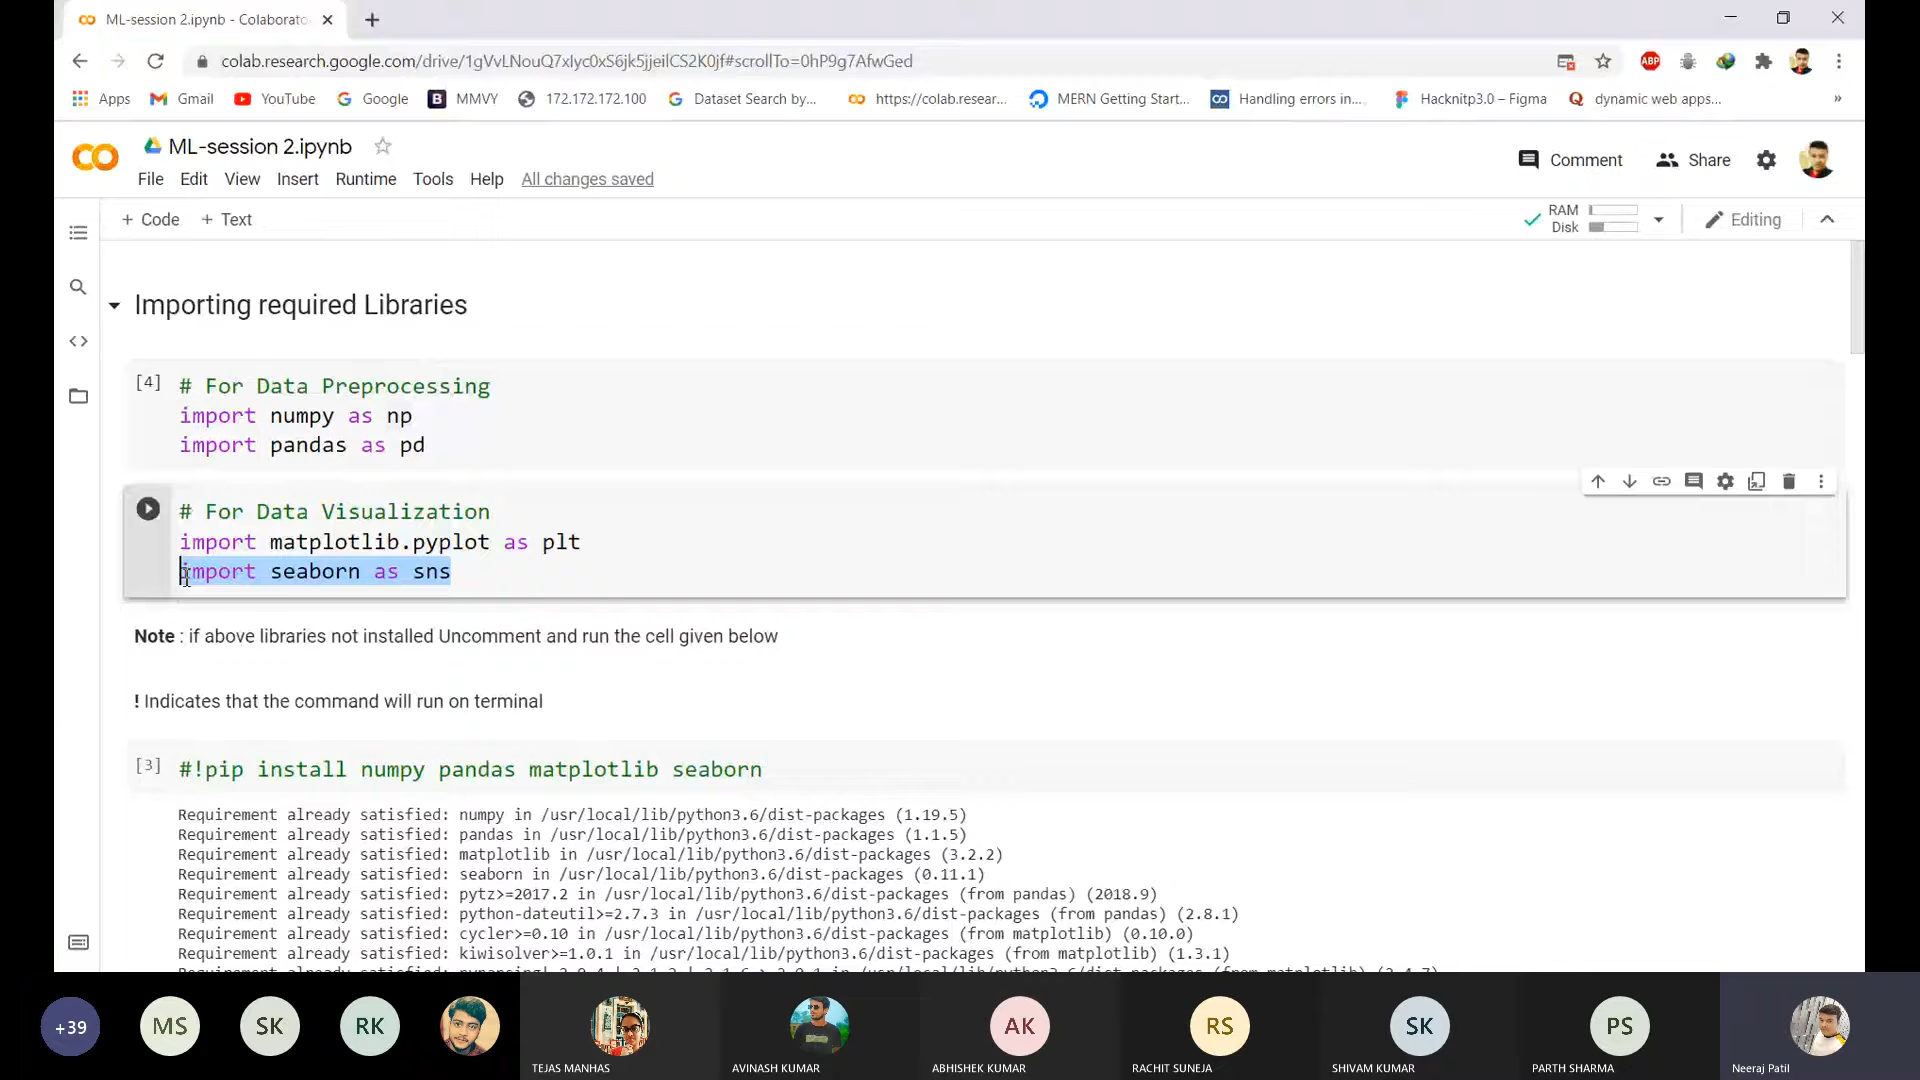 ML-session 2.ipynb - Colaborato
colab.research.google.com/drive/1gVvLNouQ7xIyc0xS6jk5jjeilCS2K0jf#scrollTo=0hP9g7AfwGed
ABP
Apps Gmail YouTube Google MMVY 172.172.172.100 Dataset Search by... https://colab.resear... MERN Getting Start... Handling errors in... Hacknitp3.0 – Figma dynamic web apps... »
ML-session 2.ipynb
Comment Share
File Edit View Insert Runtime Tools Help All changes saved
+ Code + Text
RAM
Disk
Editing
Importing required Libraries
[4] # For Data Preprocessing
import numpy as np
import pandas as pd
# For Data Visualization
import matplotlib.pyplot as plt
import seaborn as sns
Note : if above libraries not installed Uncomment and run the cell given below
! Indicates that the command will run on terminal
[3] #!pip install numpy pandas matplotlib seaborn
Requirement already satisfied: numpy in /usr/local/lib/python3.6/dist-packages (1.19.5)
Requirement already satisfied: pandas in /usr/local/lib/python3.6/dist-packages (1.1.5)
Requirement already satisfied: matplotlib in /usr/local/lib/python3.6/dist-packages (3.2.2)
Requirement already satisfied: seaborn in /usr/local/lib/python3.6/dist-packages (0.11.1)
Requirement already satisfied: pytz>=2017.2 in /usr/local/lib/python3.6/dist-packages (from pandas) (2018.9)
Requirement already satisfied: python-dateutil>=2.7.3 in /usr/local/lib/python3.6/dist-packages (from pandas) (2.8.1)
Requirement already satisfied: cycler>=0.10 in /usr/local/lib/python3.6/dist-packages (from matplotlib) (0.10.0)
Requirement already satisfied: kiwisolver>=1.0.1 in /usr/local/lib/python3.6/dist-packages (from matplotlib) (1.3.1)
+39 MS SK RK AK RS SK PS
TEJAS MANHAS AVINASH KUMAR ABHISHEK KUMAR RACHIT SUNEJA SHIVAM KUMAR PARTH SHARMA Neeraj Patil